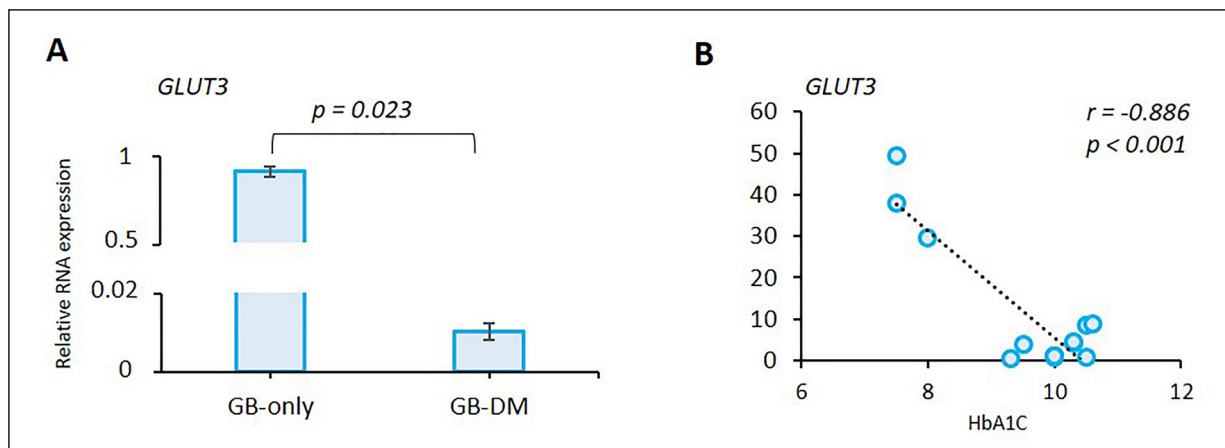 A
GLUT3
p = 0.023
Relative RNA expression
1
0.5
0.02
0
GB-only
GB-DM
B
GLUT3
r = -0.886
p < 0.001
60
50
40
30
20
10
0
6
8
10
12
HbA1C